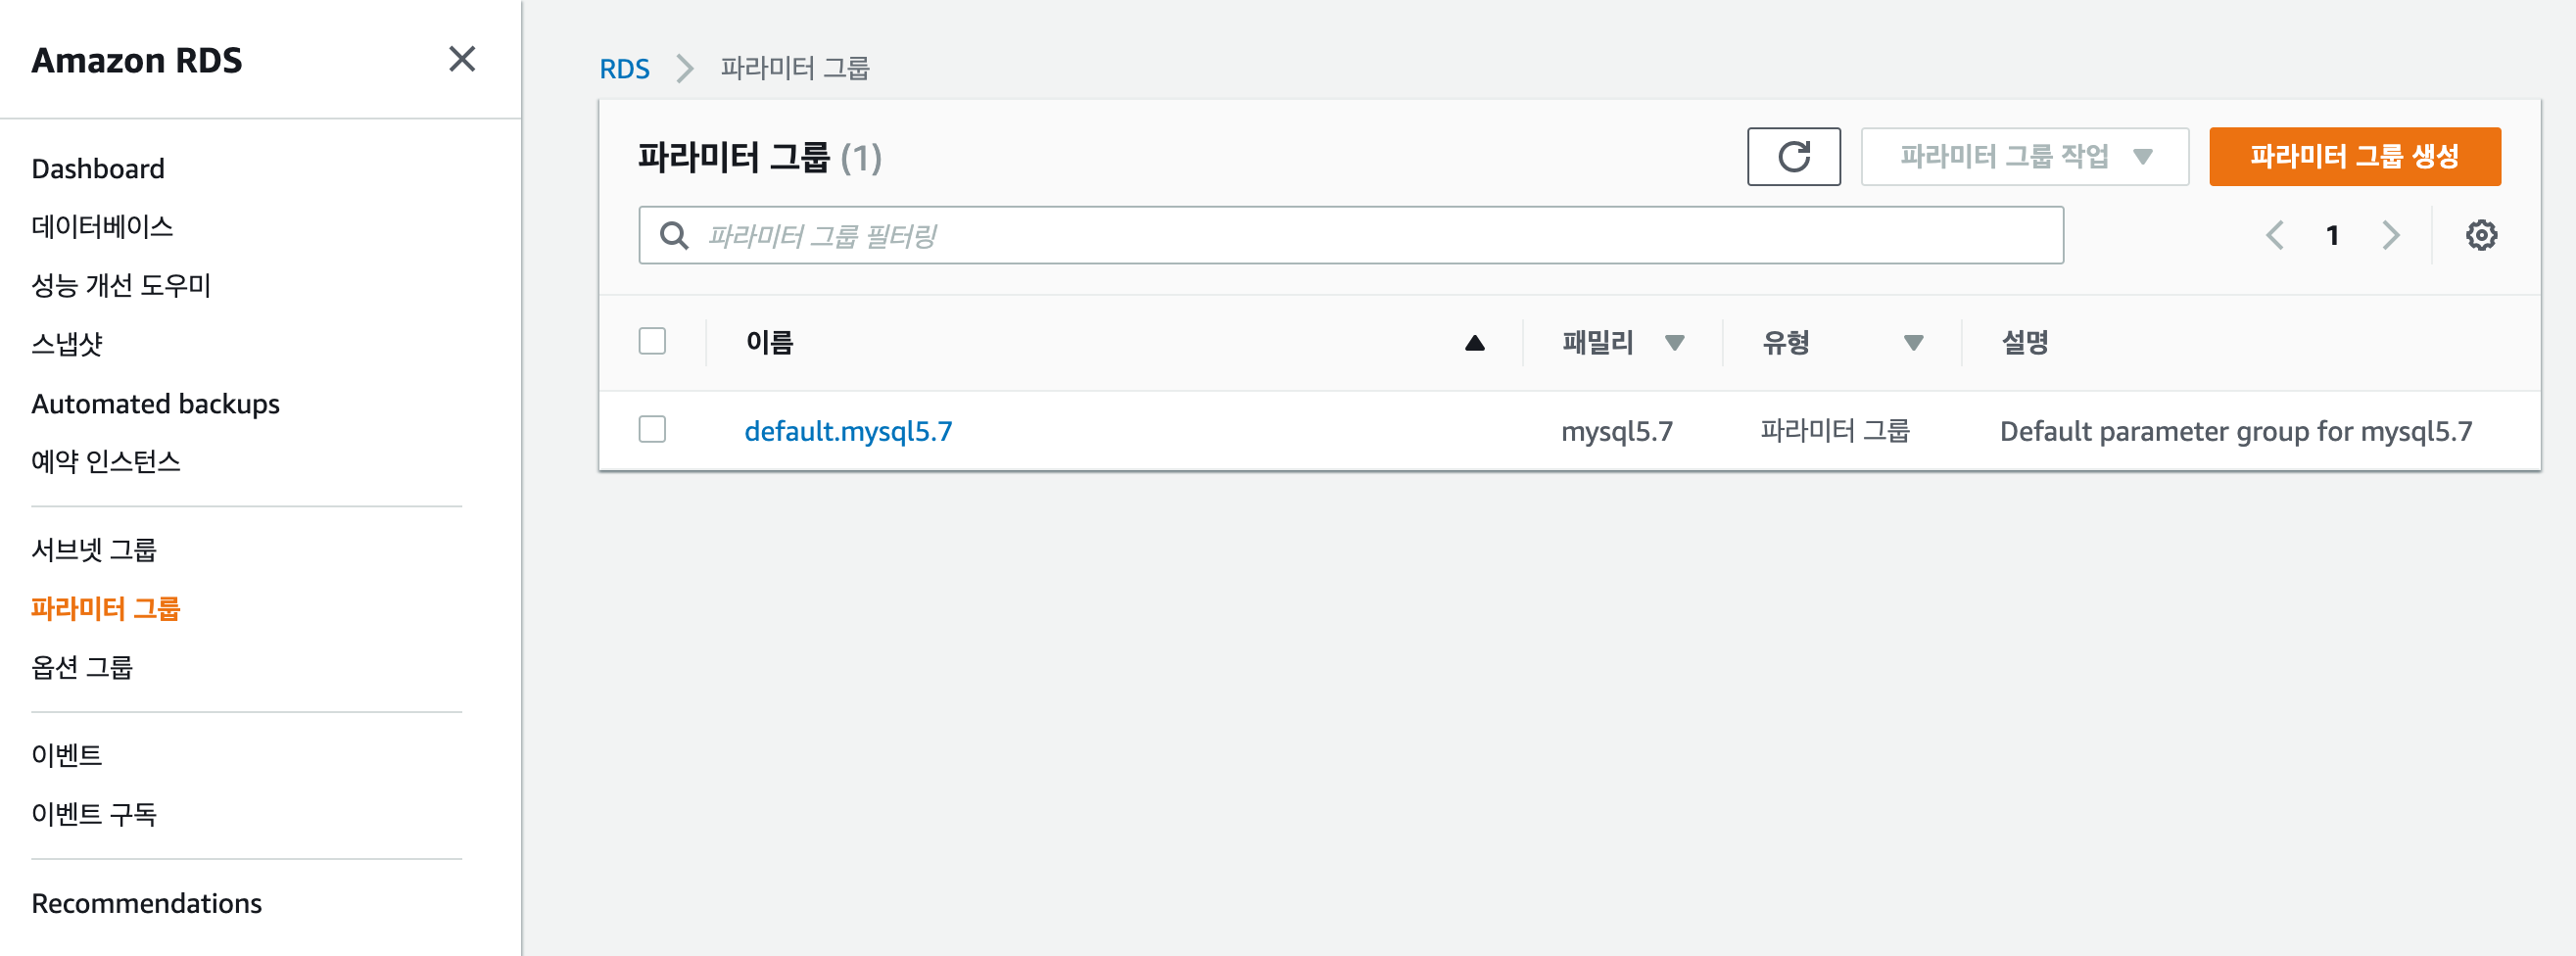 Amazon RDS
Dashboard
데이터베이스
성능 개선 도우미
스냅샷
Automated backups
예약 인스턴스
서브넷 그룹
파라미터 그룹
옵션 그룹
이벤트
이벤트 구독
Recommendations
RDS 파라미터 그룹
파라미터 그룹 (1)
파라미터 그룹 작업
파라미터 그룹 생성
파라미터 그룹 필터링
1
이름 패밀리 유형 설명
default.mysql5.7 mysql5.7 파라미터 그룹 Default parameter group for mysql5.7